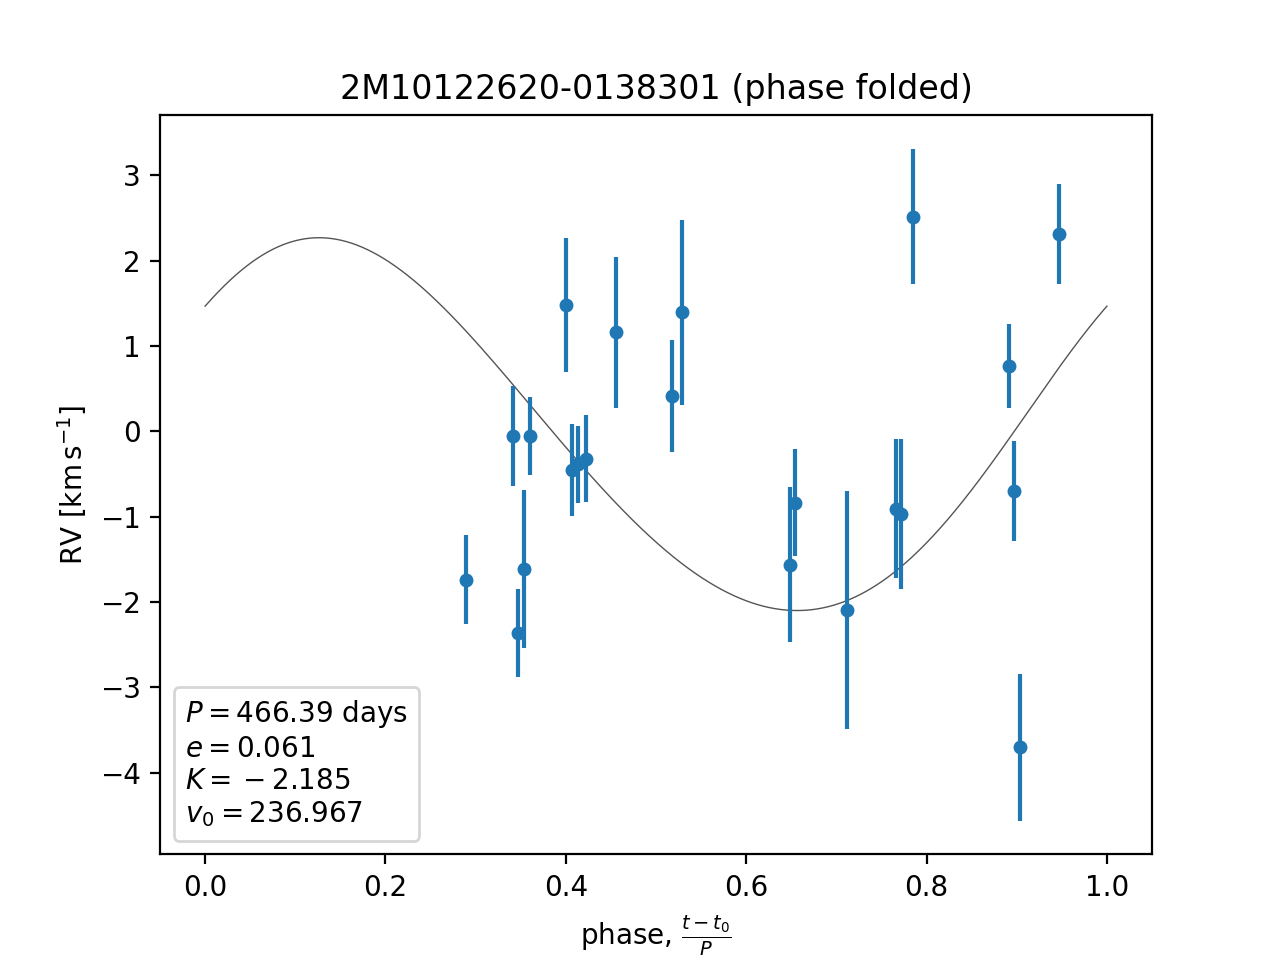 2M10122620-0138301 (phase folded)
RV [km s⁻¹]
3
2
1
0
−1
−2
−3
−4
P = 466.39 days
e = 0.061
K = −2.185
v₀ = 236.967
0.0 0.2 0.4 0.6 0.8 1.0
phase, (t − t₀)/P